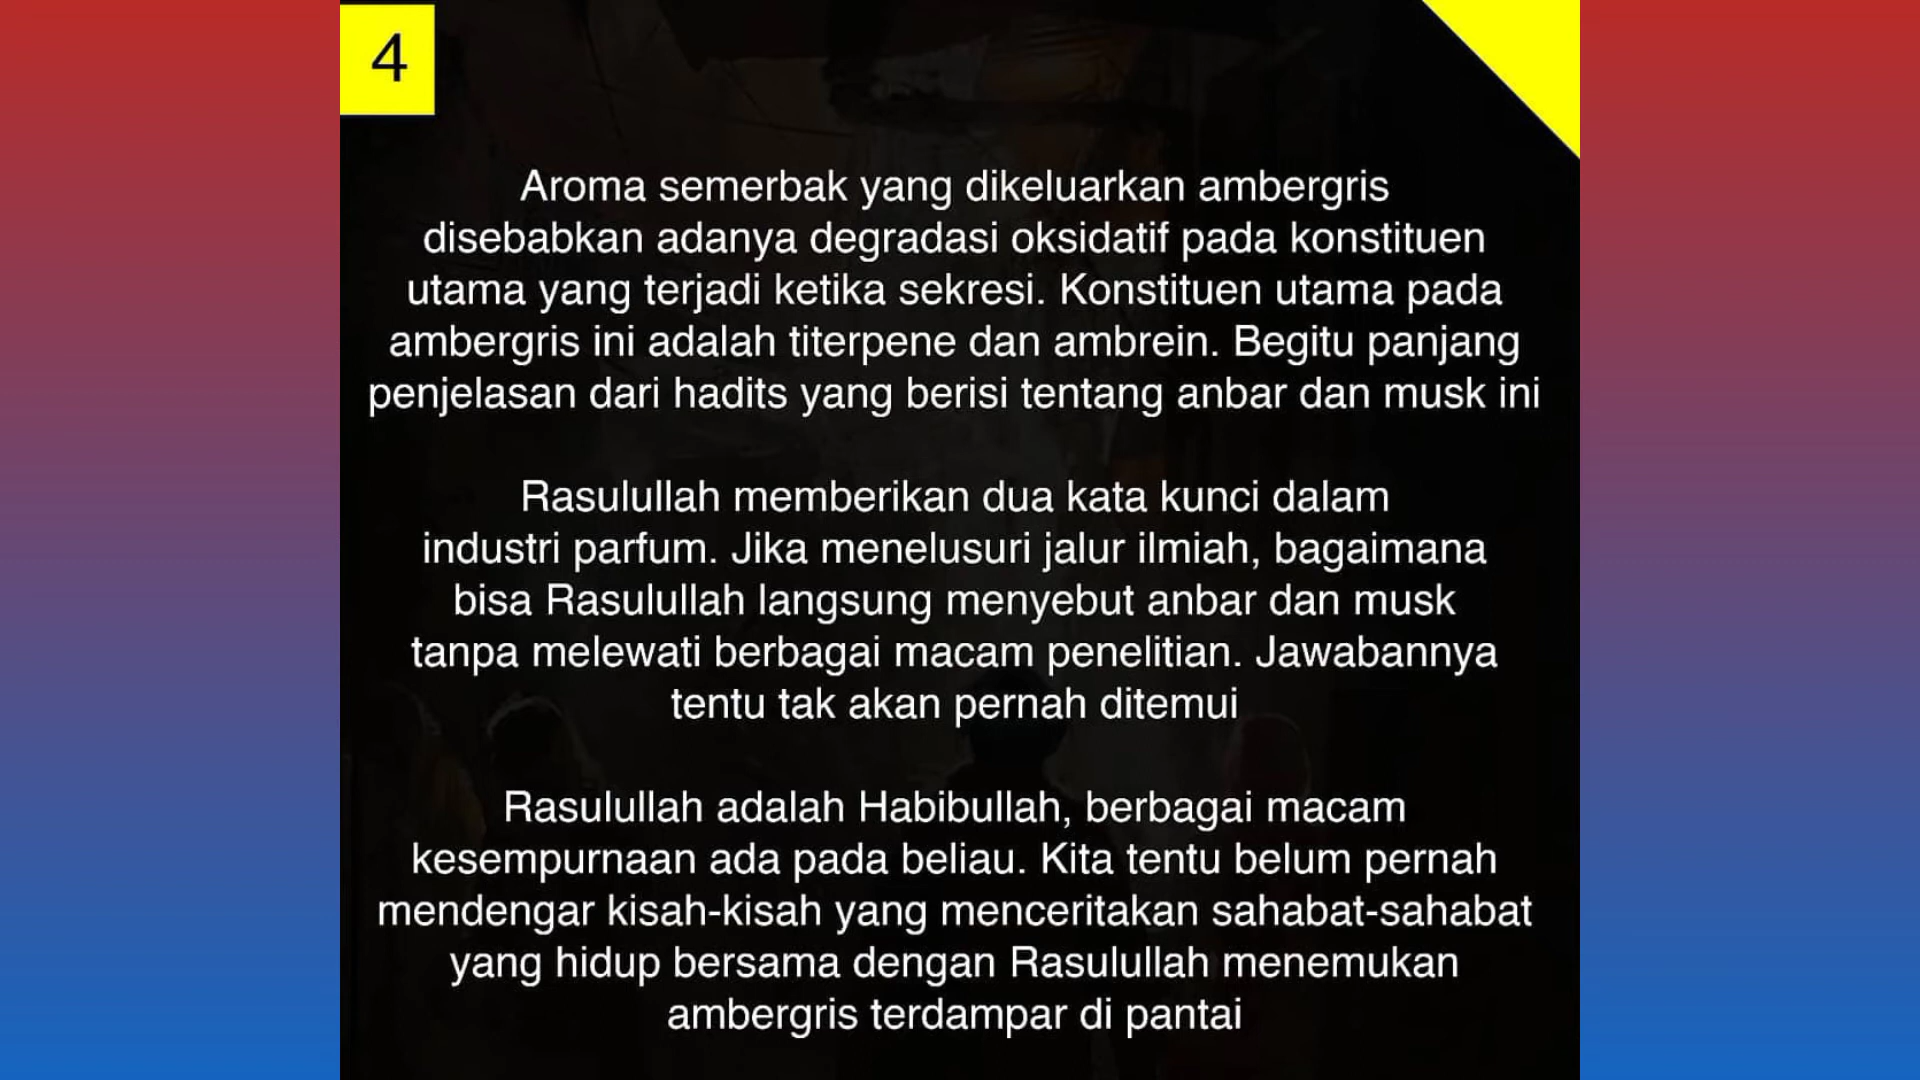 4
Aroma semerbak yang dikeluarkan ambergris
disebabkan adanya degradasi oksidatif pada konstituen
utama yang terjadi ketika sekresi. Konstituen utama pada
ambergris ini adalah titerpene dan ambrein. Begitu panjang
penjelasan dari hadits yang berisi tentang anbar dan musk ini
Rasulullah memberikan dua kata kunci dalam
industri parfum. Jika menelusuri jalur ilmiah, bagaimana
bisa Rasulullah langsung menyebut anbar dan musk
tanpa melewati berbagai macam penelitian. Jawabannya
tentu tak akan pernah ditemui
Rasulullah adalah Habibullah, berbagai macam
kesempurnaan ada pada beliau. Kita tentu belum pernah
mendengar kisah-kisah yang menceritakan sahabat-sahabat
yang hidup bersama dengan Rasulullah menemukan
ambergris terdampar di pantai